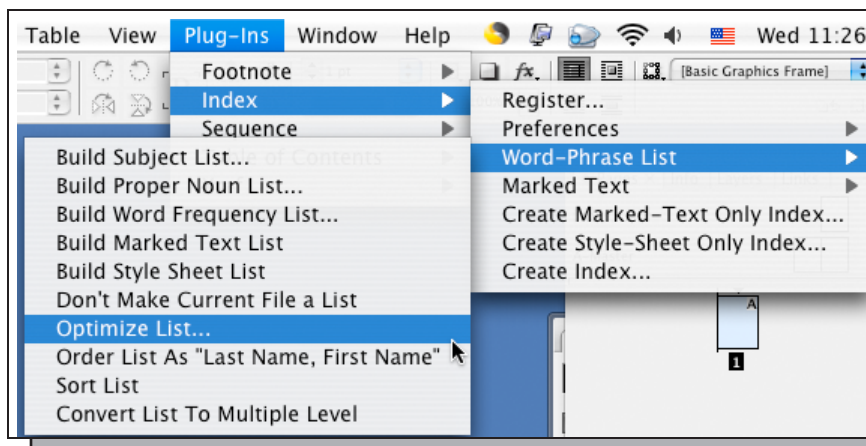 Table View Plug-Ins Window Help Wed 11:26
Footnote
[Basic Graphics Frame]
Index
Register...
Sequence
Preferences
Build Subject List...
of Contents
Word-Phrase List
Build Proper Noun List...
Marked Text
Build Word Frequency List...
Create Marked-Text Only Index...
Build Marked Text List
Create Style-Sheet Only Index...
Build Style Sheet List
Create Index...
Don't Make Current File a List
A
Optimize List...
Order List As "Last Name, First Name"
1
Sort List
Convert List To Multiple Level